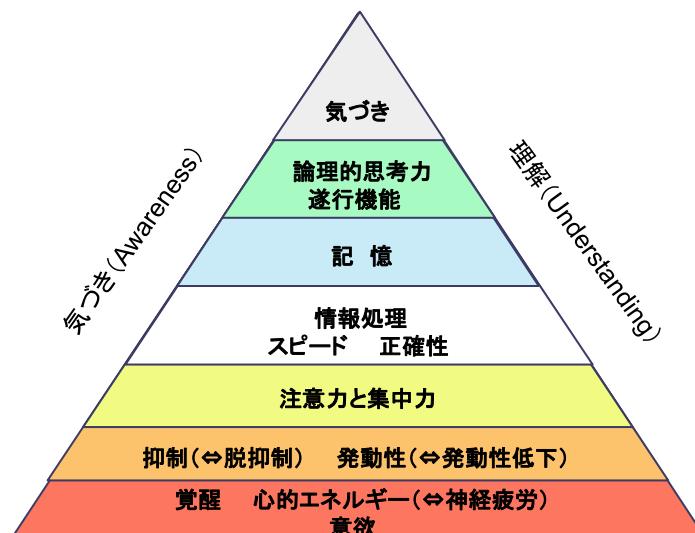 気づき
論理的思考力
遂行機能
記 憶
情報処理
スピード 正確性
注意力と集中力
抑制(⇔脱抑制) 発動性(⇔発動性低下)
覚醒 心的エネルギー(⇔神経疲労)
意欲
気づき(Awareness)
理解(Understanding)